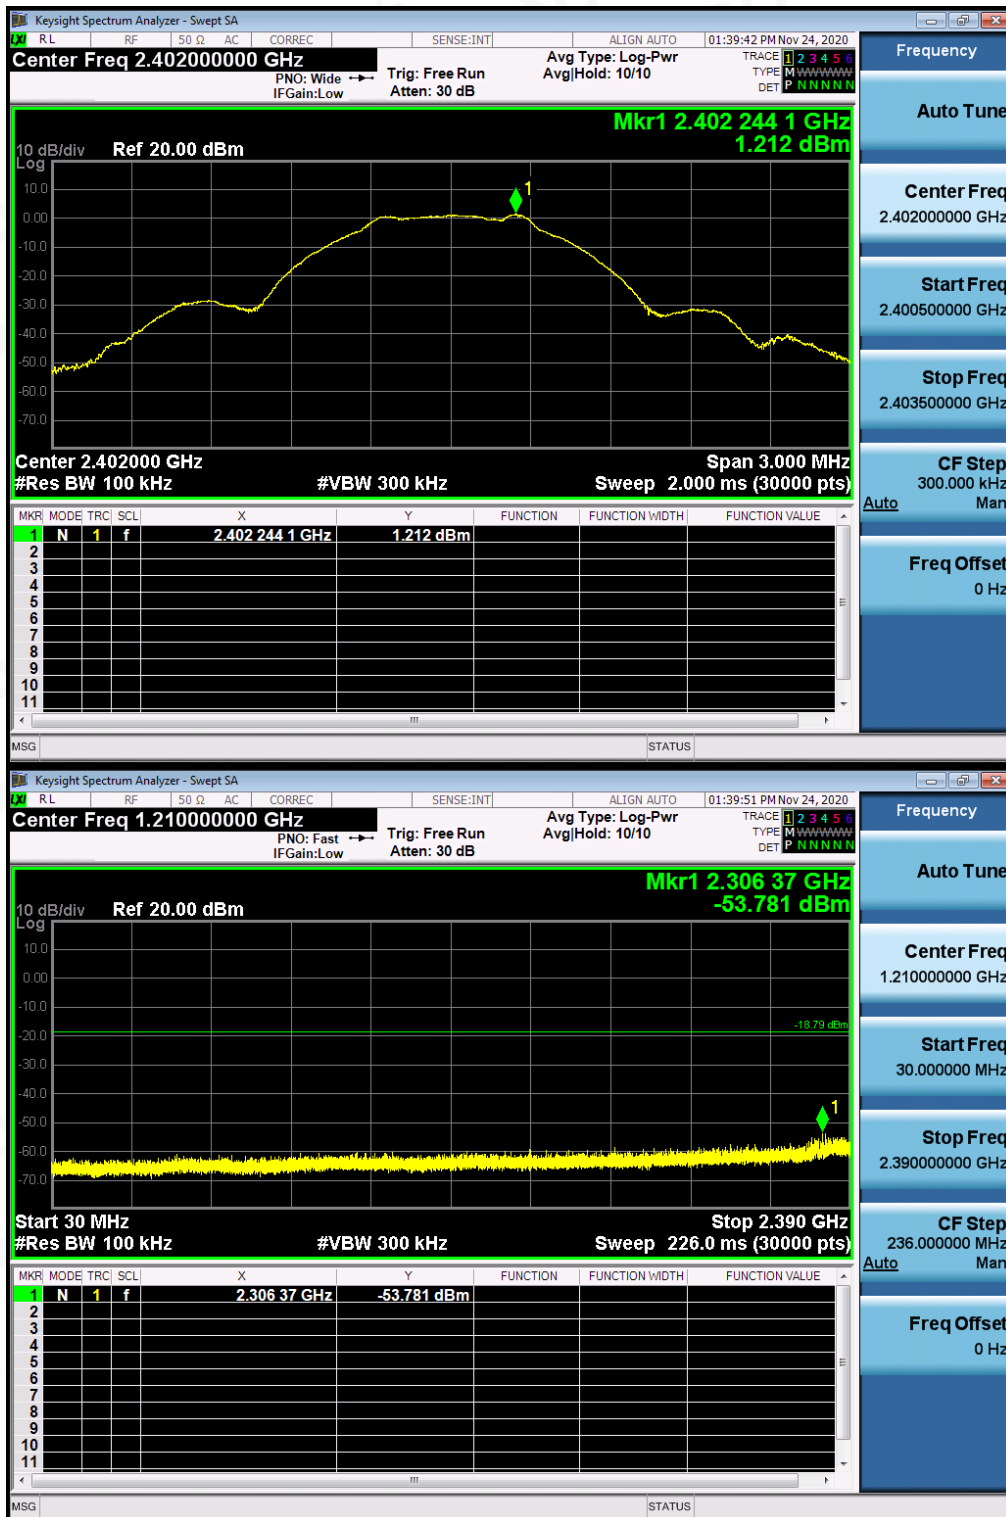 Keysight Spectrum Analyzer - Swept SA
LXI RL RF 50 Ω AC CORREC SENSE:INT ALIGN AUTO 01:39:42 PM Nov 24, 2020
Center Freq 2.402000000 GHz
PNO: Wide
IFGain:Low
Trig: Free Run
Atten: 30 dB
Avg Type: Log-Pwr
Avg|Hold: 10/10
TRACE 1 2 3 4 5 6
TYPE M WWWWW
DET P N N N N N
Mkr1 2.402 244 1 GHz
1.212 dBm
10 dB/div Ref 20.00 dBm
Log
10.0
0.00
-10.0
-20.0
-30.0
-40.0
-50.0
-60.0
-70.0
1
Center 2.402000 GHz Span 3.000 MHz
#Res BW 100 kHz #VBW 300 kHz Sweep 2.000 ms (30000 pts)
MKR MODE TRC SCL X Y FUNCTION FUNCTION WIDTH FUNCTION VALUE
1 N 1 f 2.402 244 1 GHz 1.212 dBm
2
3
4
5
6
7
8
9
10
11
MSG STATUS
Frequency
Auto Tune
Center Freq
2.402000000 GHz
Start Freq
2.400500000 GHz
Stop Freq
2.403500000 GHz
CF Step
300.000 kHz
Auto Man
Freq Offset
0 Hz
Keysight Spectrum Analyzer - Swept SA
LXI RL RF 50 Ω AC CORREC SENSE:INT ALIGN AUTO 01:39:51 PM Nov 24, 2020
Center Freq 1.210000000 GHz
PNO: Fast
IFGain:Low
Trig: Free Run
Atten: 30 dB
Avg Type: Log-Pwr
Avg|Hold: 10/10
TRACE 1 2 3 4 5 6
TYPE M WWWWW
DET P N N N N N
Mkr1 2.306 37 GHz
-53.781 dBm
10 dB/div Ref 20.00 dBm
Log
10.0
0.00
-10.0
-20.0
-30.0
-40.0
-50.0
-60.0
-70.0
-18.79 dBm
1
Start 30 MHz Stop 2.390 GHz
#Res BW 100 kHz #VBW 300 kHz Sweep 226.0 ms (30000 pts)
MKR MODE TRC SCL X Y FUNCTION FUNCTION WIDTH FUNCTION VALUE
1 N 1 f 2.306 37 GHz -53.781 dBm
2
3
4
5
6
7
8
9
10
11
MSG STATUS
Frequency
Auto Tune
Center Freq
1.210000000 GHz
Start Freq
30.000000 MHz
Stop Freq
2.390000000 GHz
CF Step
236.000000 MHz
Auto Man
Freq Offset
0 Hz